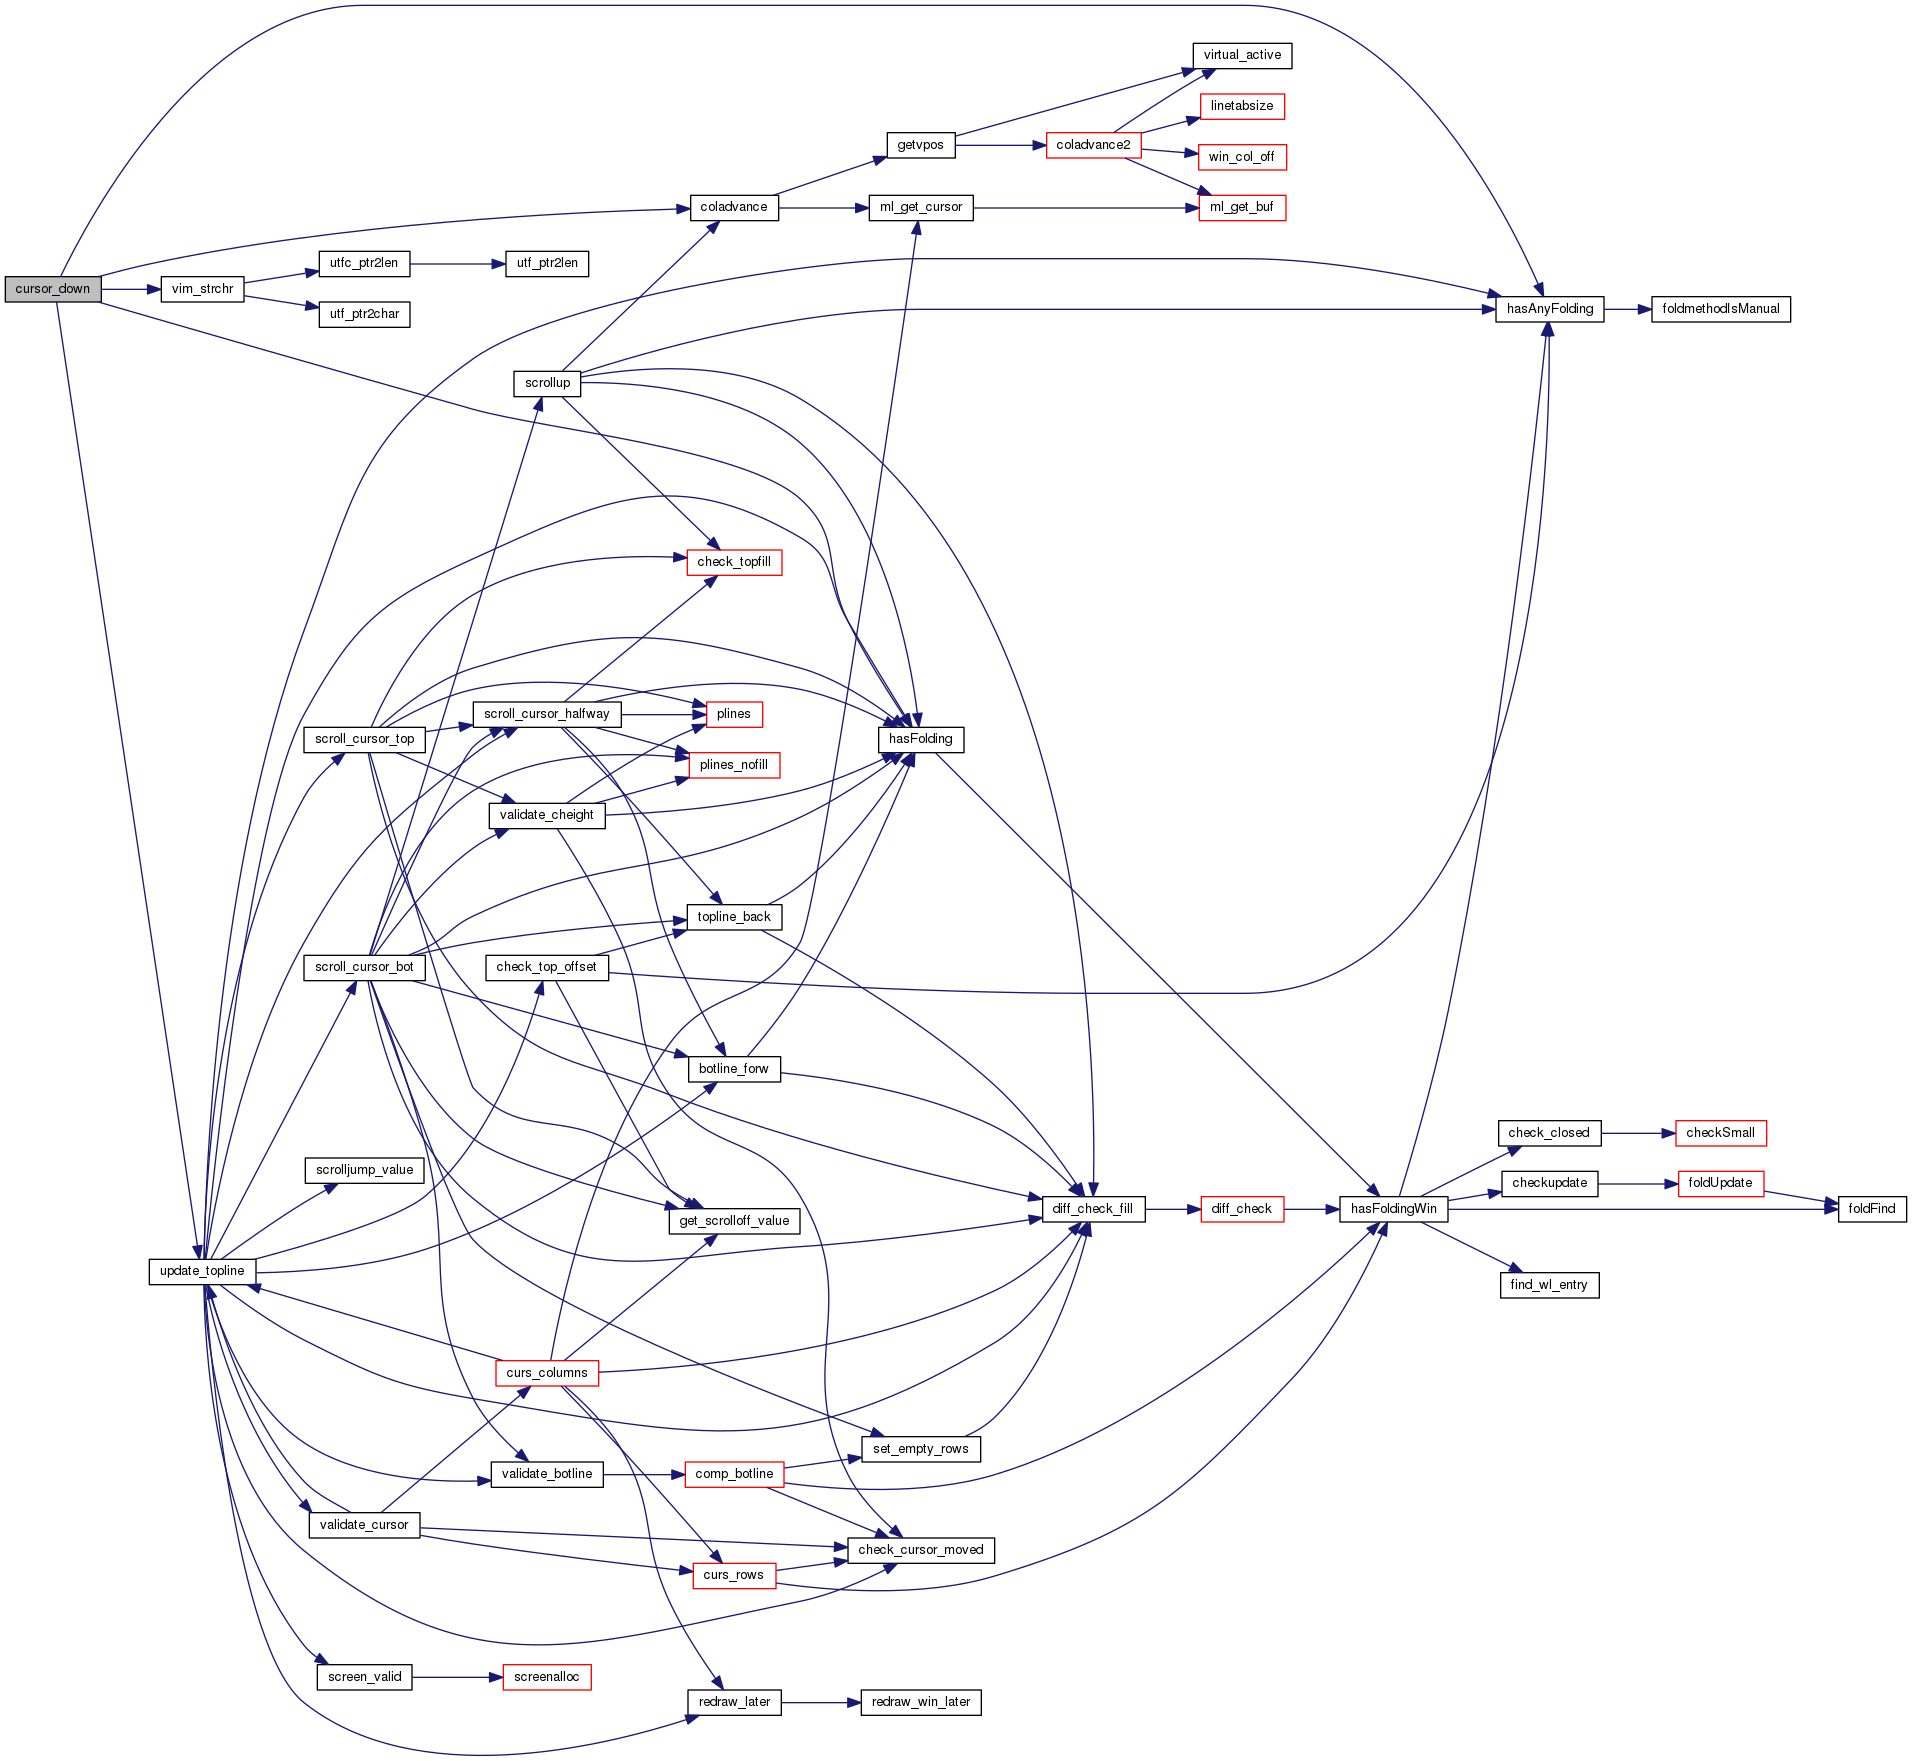 virtual_active
linetabsize
getvpos
coladvance2
win_col_off
coladvance
ml_get_cursor
ml_get_buf
utfc_ptr2len
utf_ptr2len
cursor_down
vim_strchr
utf_ptr2char
hasAnyFolding
foldmethodIsManual
scrollup
check_topfill
scroll_cursor_halfway
plines
scroll_cursor_top
hasFolding
plines_nofill
validate_cheight
topline_back
scroll_cursor_bot
check_top_offset
botline_forw
check_closed
checkSmall
scrolljump_value
checkupdate
foldUpdate
get_scrolloff_value
diff_check_fill
diff_check
hasFoldingWin
foldFind
update_topline
find_wl_entry
curs_columns
set_empty_rows
validate_botline
comp_botline
validate_cursor
check_cursor_moved
curs_rows
screen_valid
screenalloc
redraw_later
redraw_win_later